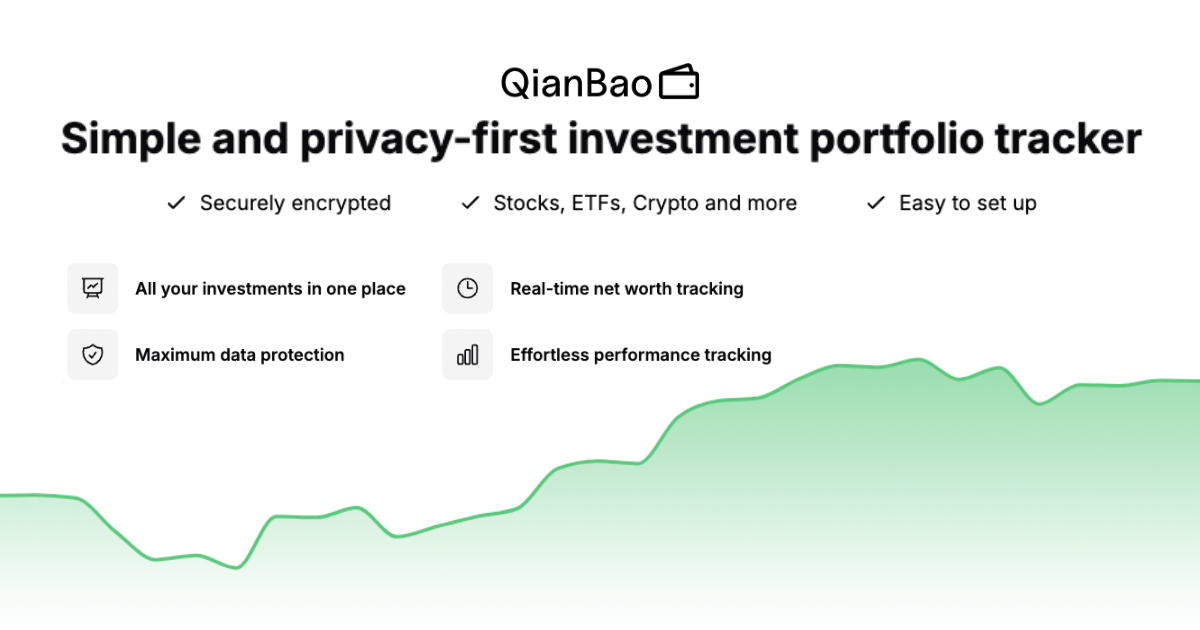 QianBao
Simple and privacy-first investment portfolio tracker
Securely encrypted
Stocks, ETFs, Crypto and more
Easy to set up
All your investments in one place
Real-time net worth tracking
Maximum data protection
Effortless performance tracking